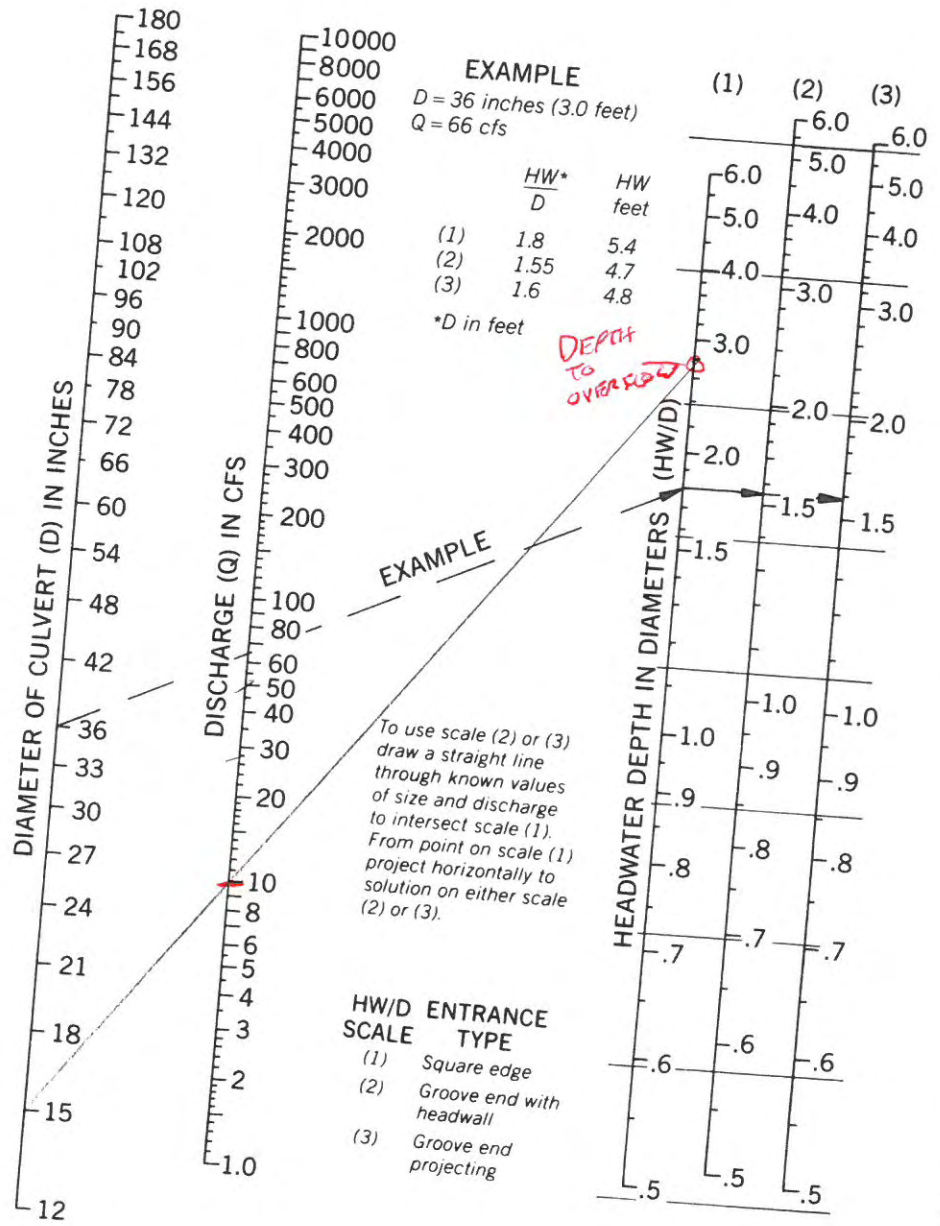 DIAMETER OF CULVERT (D) IN INCHES
180
168
156
144
132
120
108
102
96
90
84
78
72
66
60
54
48
42
36
33
30
27
24
21
18
15
12
DISCHARGE (Q) IN CFS
10000
8000
6000
5000
4000
3000
2000
1000
800
600
500
400
300
200
100
80
60
50
40
30
20
10
8
6
5
4
3
2
1.0
EXAMPLE
D = 36 inches (3.0 feet)
Q = 66 cfs
HW* HW
D feet
(1) 1.8 5.4
(2) 1.55 4.7
(3) 1.6 4.8
*D in feet
DEPTH
TO
OVERFLOW
EXAMPLE
To use scale (2) or (3)
draw a straight line
through known values
of size and discharge
to intersect scale (1).
From point on scale (1)
project horizontally to
solution on either scale
(2) or (3).
HW/D ENTRANCE
SCALE TYPE
(1) Square edge
(2) Groove end with
headwall
(3) Groove end
projecting
HEADWATER DEPTH IN DIAMETERS (HW/D)
(1)
6.0
5.0
4.0
3.0
2.0
1.5
1.0
.9
.8
.7
.6
.5
(2)
6.0
5.0
4.0
3.0
2.0
1.5
1.0
.9
.8
.7
.6
.5
(3)
6.0
5.0
4.0
3.0
2.0
1.5
1.0
.9
.8
.7
.6
.5